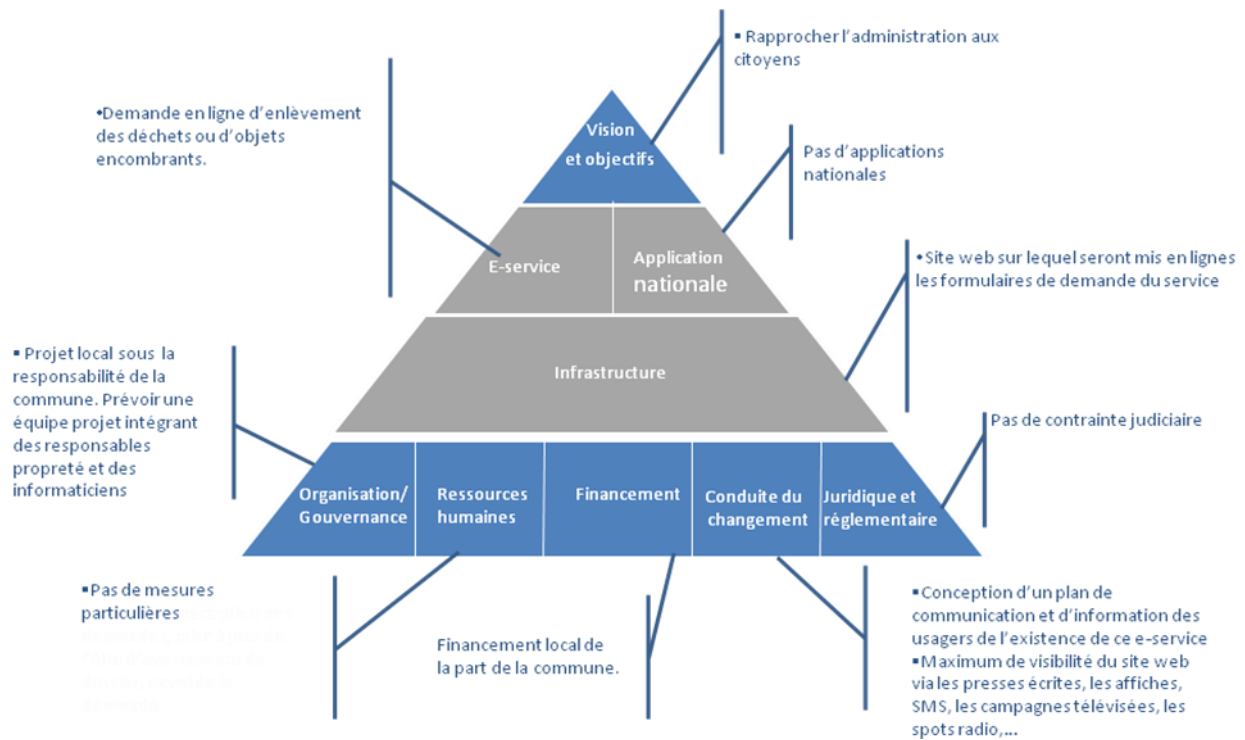 ▪ Rapprocher l'administration aux
citoyens
•Demande en ligne d'enlèvement
des déchets ou d'objets
encombrants.
Vision
et objectifs
Pas d'applications
nationales
E-service
Application
nationale
•Site web sur lequel seront mis en lignes
les formulaires de demande du service
▪ Projet local sous la
responsabilité de la
commune. Prévoir une
équipe projet intégrant
des responsables
propreté et des
informaticiens
Infrastructure
Pas de contrainte judiciaire
Organisation/
Gouvernance
Ressources
humaines
Financement
Conduite du
changement
Juridique et
réglementaire
▪Pas de mesures
particulières
Financement local de
la part de la commune.
▪Conception d'un plan de
communication et d'information des
usagers de l'existence de ce e-service
▪Maximum de visibilité du site web
via les presses écrites, les affiches,
SMS, les campagnes télévisées, les
spots radio,...